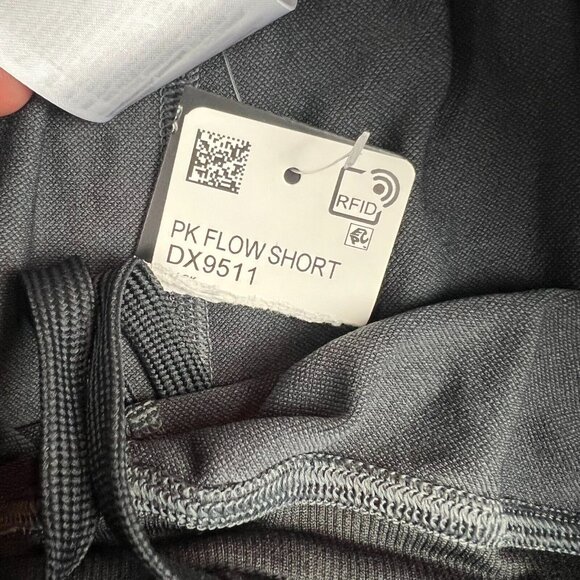 RFID
PK FLOW SHORT
DX9511